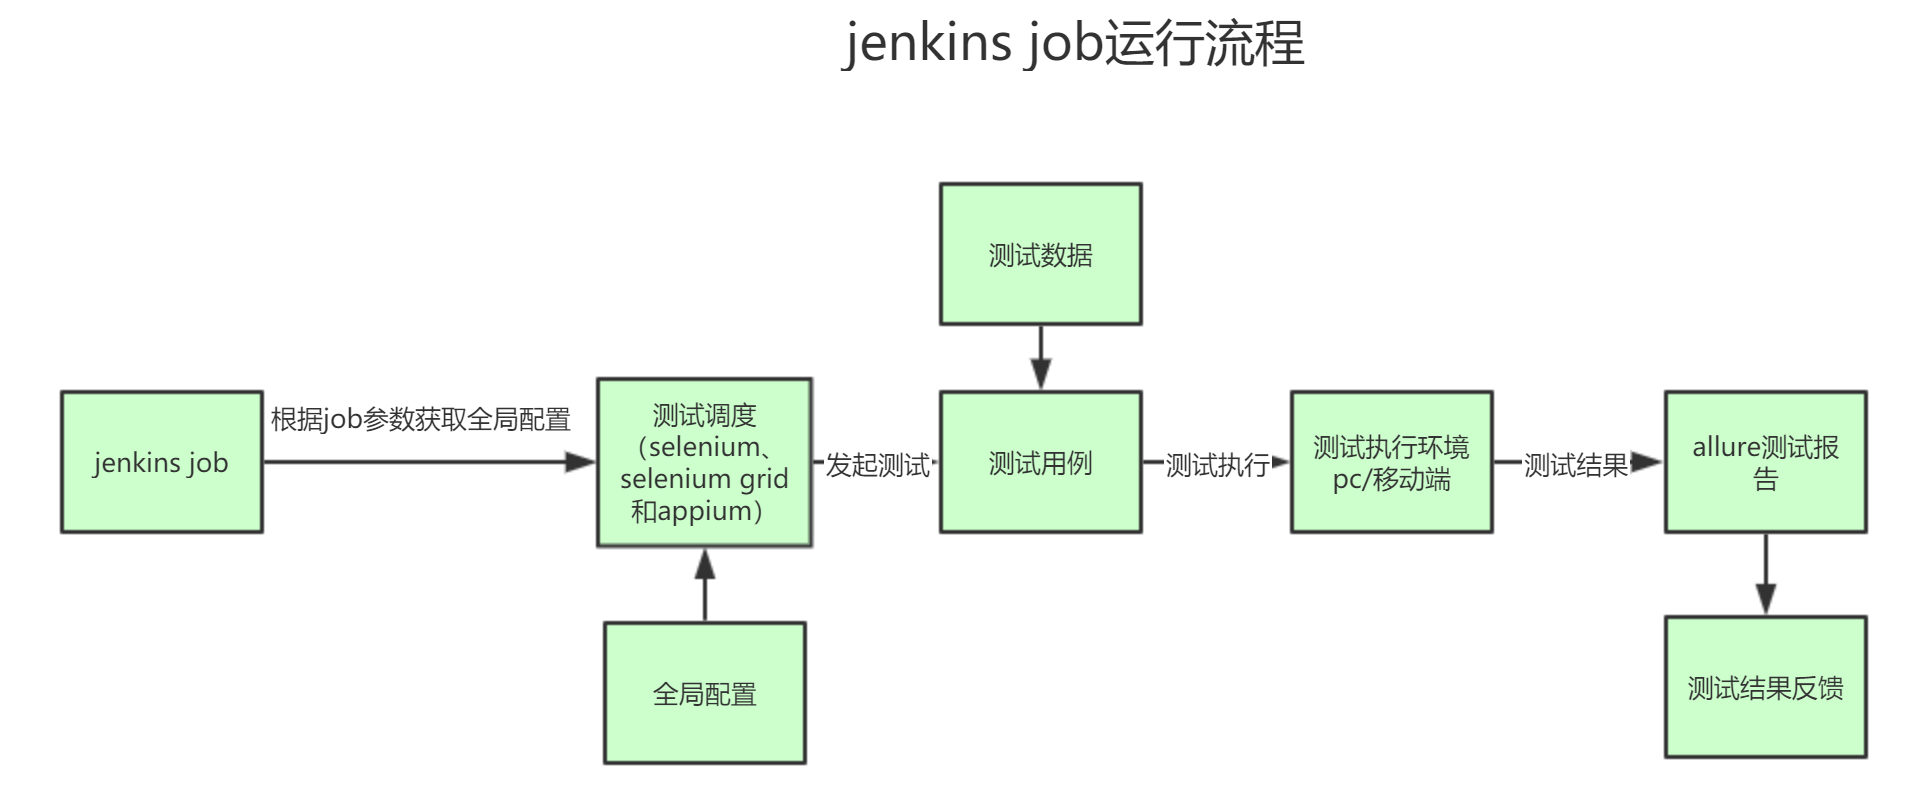 jenkins job运行流程
测试数据
jenkins job
根据job参数获取全局配置
测试调度
（selenium、
selenium grid
和appium）
发起测试
测试用例
测试执行
测试执行环境
pc/移动端
测试结果
allure测试报
告
全局配置
测试结果反馈